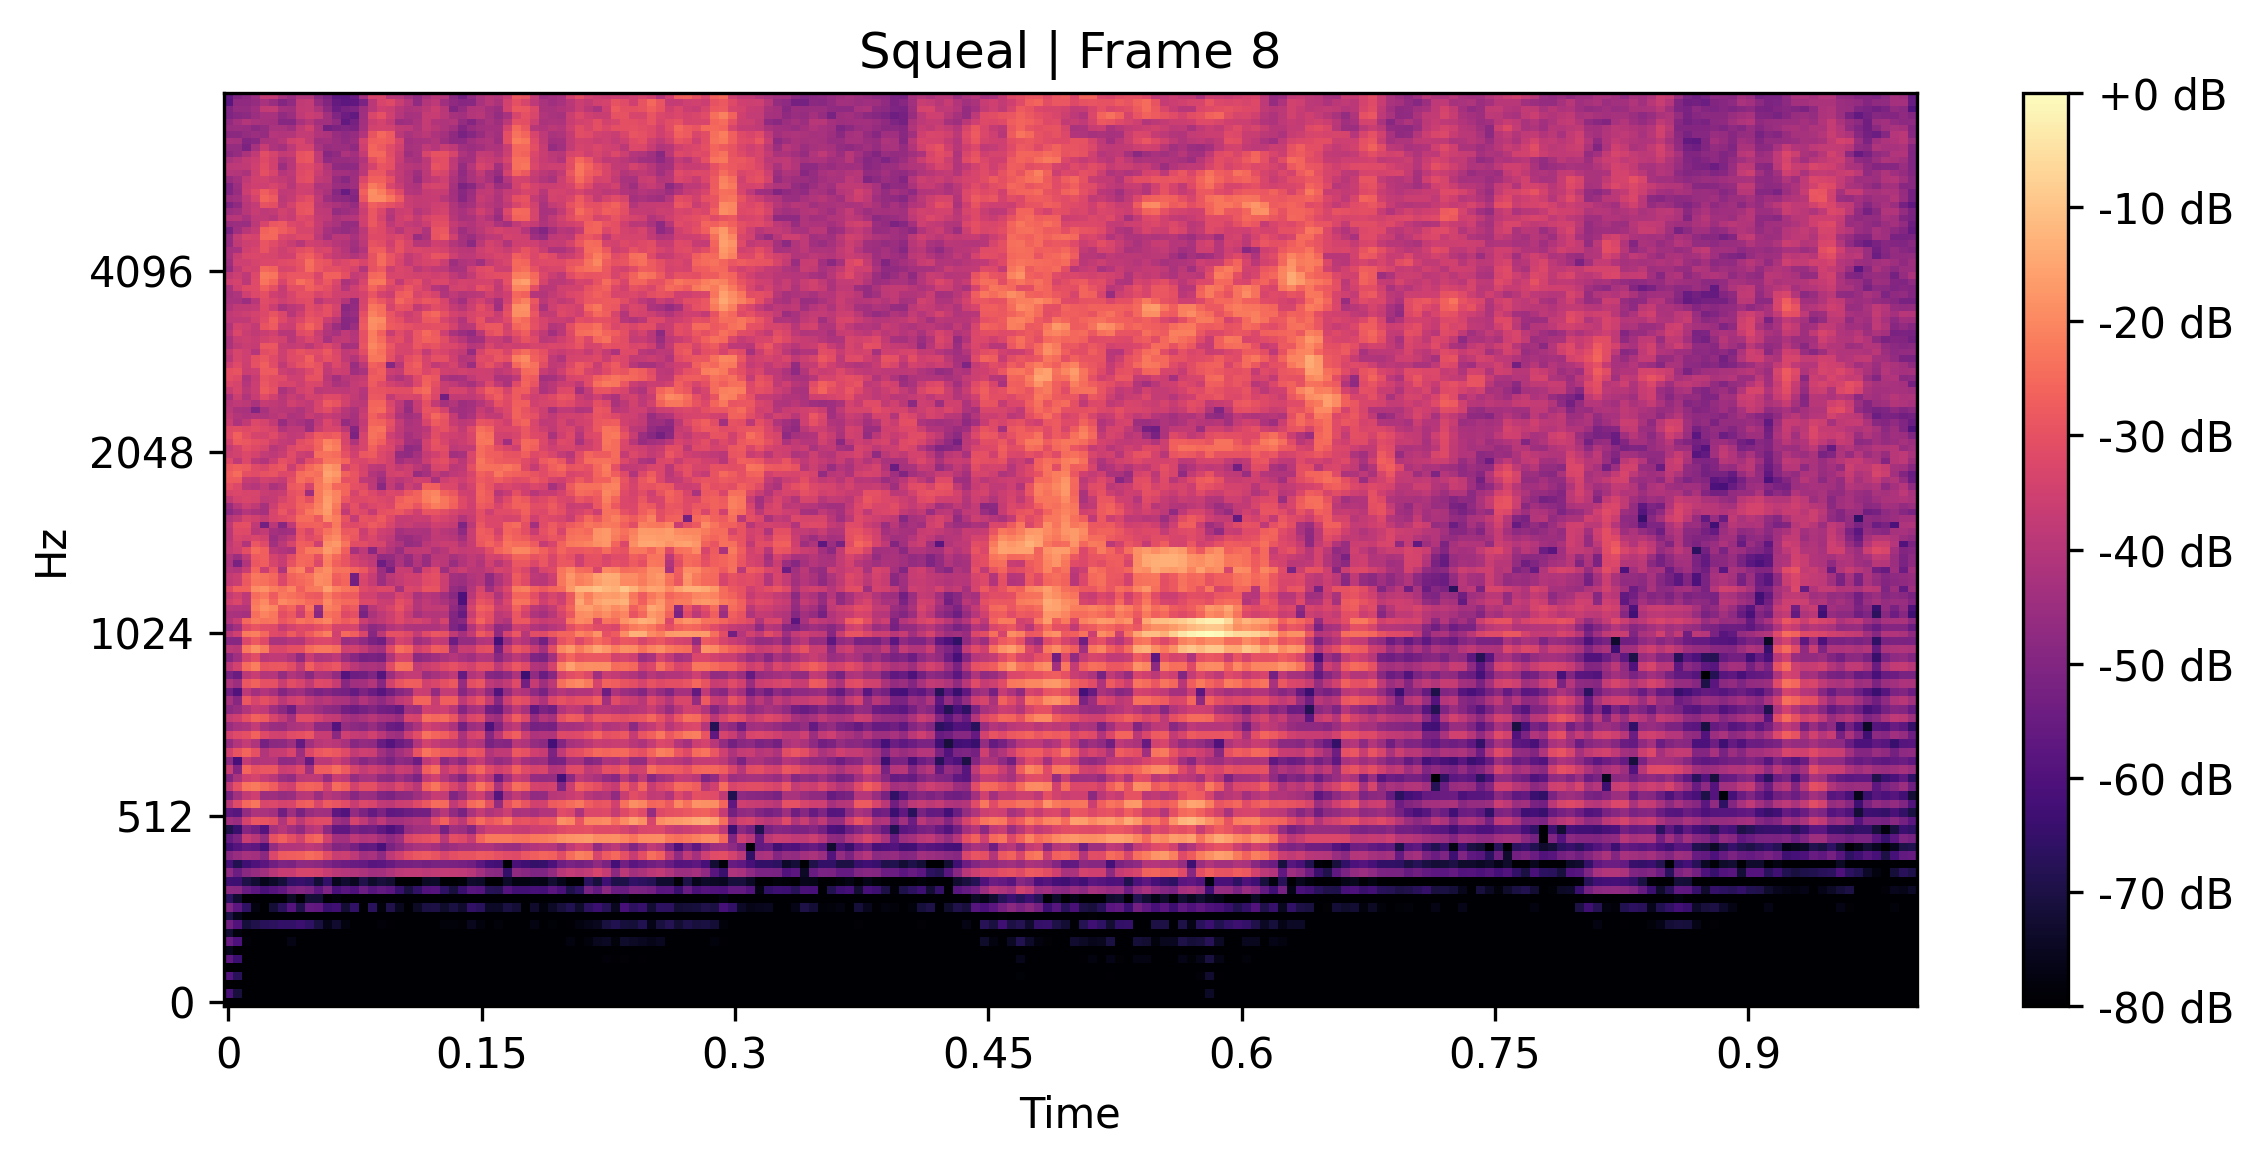 Squeal | Frame 8
Hz
4096
2048
1024
512
0
0 0.15 0.3 0.45 0.6 0.75 0.9
Time
+0 dB
-10 dB
-20 dB
-30 dB
-40 dB
-50 dB
-60 dB
-70 dB
-80 dB